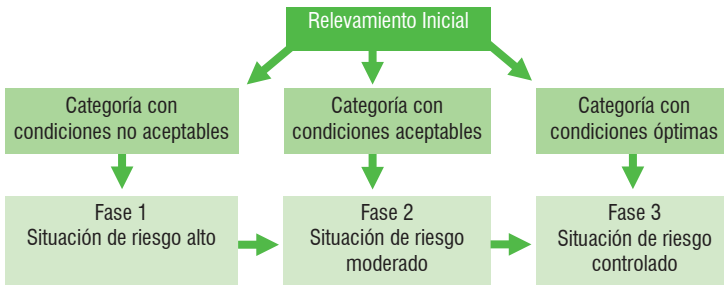 Relevamiento Inicial
Categoría con
condiciones no aceptables
Categoría con
condiciones aceptables
Categoría con
condiciones óptimas
Fase 1
Situación de riesgo alto
Fase 2
Situación de riesgo
moderado
Fase 3
Situación de riesgo
controlado